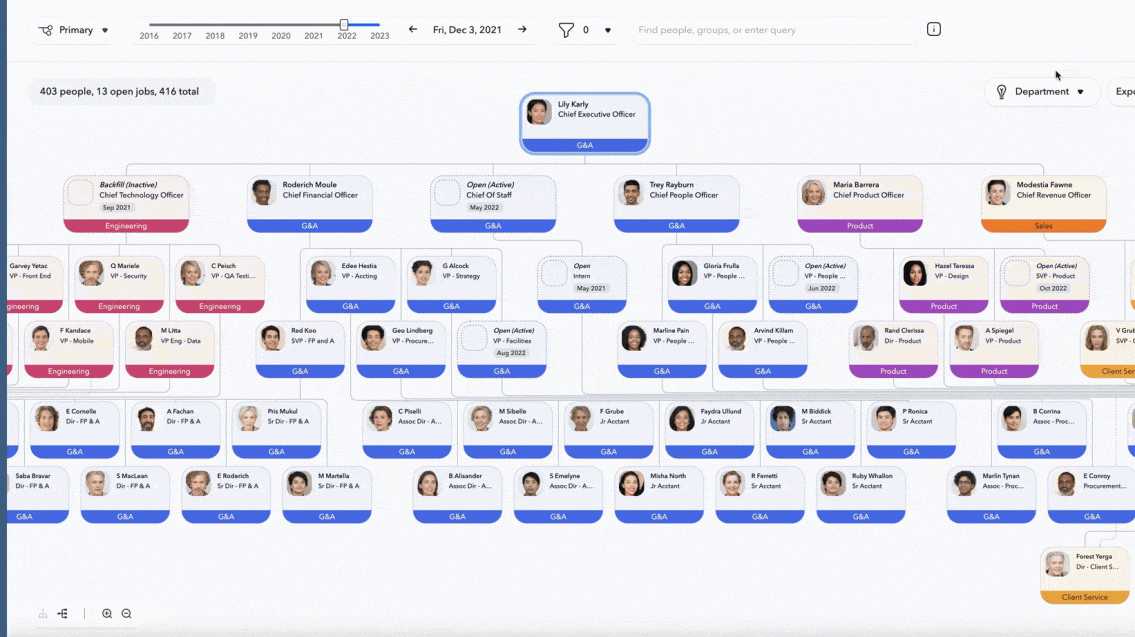 Primary
2016 2017 2018 2019 2020 2021 2022 2023
Fri, Dec 3, 2021
0
Find people, groups, or enter query
i
403 people, 13 open jobs, 416 total
Department
Expo
Lily Karly
Chief Executive Officer
G&A
Backfill (Inactive)
Chief Technology Officer
Sep 2021
Engineering
Roderich Moule
Chief Financial Officer
G&A
Open (Active)
Chief Of Staff
May 2022
G&A
Trey Rayburn
Chief People Officer
G&A
Maria Barrera
Chief Product Officer
Product
Modestia Fawne
Chief Revenue Officer
Sales
Garvey Yetac
VP - Front End
gineering
Q Mariele
VP - Security
Engineering
C Peisch
VP - QA Testi...
Engineering
Edee Hestia
VP - Acting
G&A
G Alcock
VP - Strategy
G&A
Open
Intern
May 2021
G&A
Gloria Frulla
VP - People ...
G&A
Open (Active)
VP - People ...
Jun 2022
G&A
Hazel Teressa
VP - Design
Product
Open (Active)
SVP - Product
Oct 2022
Product
F Kandace
VP - Mobile
Engineering
M Litta
VP Eng - Data
Engineering
Red Koo
SVP - FP and A
G&A
Geo Lindberg
VP - Procure...
G&A
Open (Active)
VP - Facilities
Aug 2022
G&A
Marline Pain
VP - People ...
G&A
Arvind Killam
VP - People ...
G&A
Rand Clerissa
Dir - Product
Product
A Spiegel
VP - Product
Product
V Grub
SVP - C
Client Serv
E Cornelle
Dir - FP & A
G&A
A Fachan
Dir - FP & A
G&A
Pris Mukul
Sr Dir - FP & A
G&A
C Piselli
Assoc Dir - A...
G&A
M Sibelle
Assoc Dir - A...
G&A
F Grube
Jr Acctant
G&A
Faydra Ullund
Jr Acctant
G&A
M Biddick
Sr Acctant
G&A
P Ronica
Sr Acctant
G&A
B Corrina
Assoc - Proc...
G&A
Saba Bravar
Dir - FP & A
G&A
S MacLean
Dir - FP & A
G&A
E Roderich
Sr Dir - FP & A
G&A
M Martella
Sr Dir - FP & A
G&A
B Alisander
Assoc Dir - A...
G&A
S Emelyne
Assoc Dir - A...
G&A
Misha North
Jr Acctant
G&A
R Ferretti
Sr Acctant
G&A
Ruby Whallon
Sr Acctant
G&A
Marlin Tynan
Assoc - Proc...
G&A
E Conroy
Procurement...
G&A
Forest Yerga
Dir - Client S...
Client Service